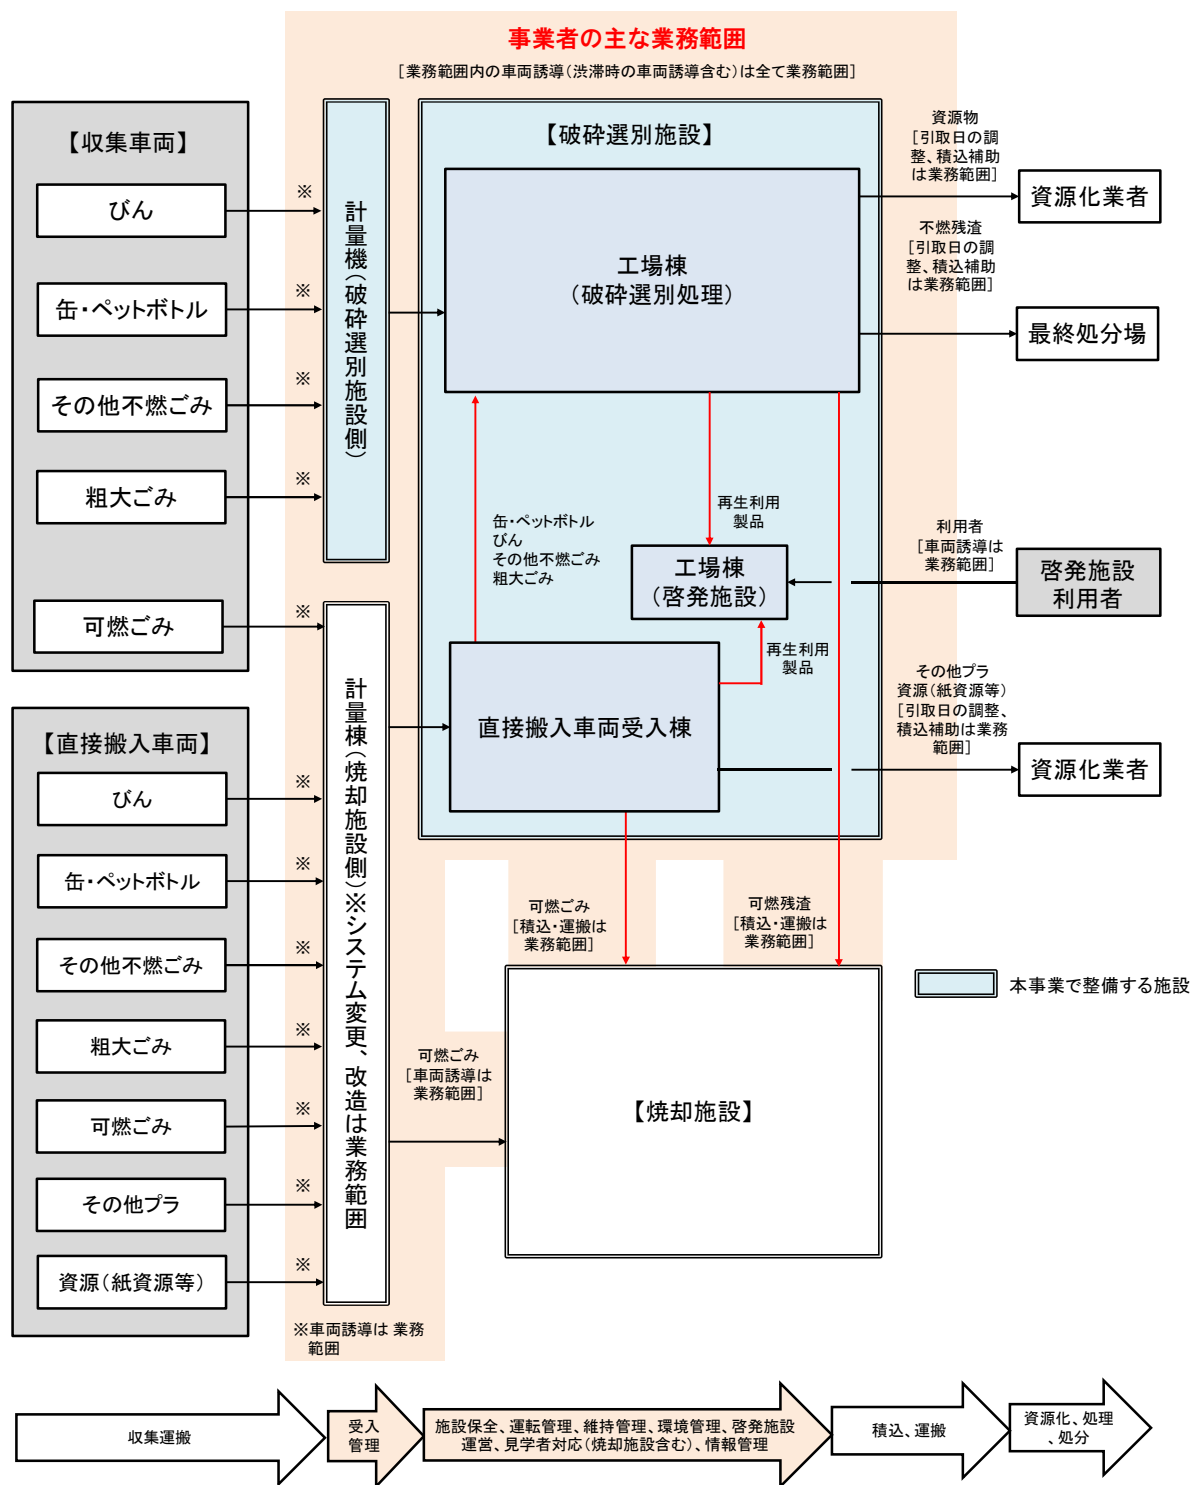 事業者の主な業務範囲
[業務範囲内の車両誘導(渋滞時の車両誘導含む)は全て業務範囲]
【収集車両】
びん
缶・ペットボトル
その他不燃ごみ
粗大ごみ
可燃ごみ
※
※
※
※
※
計量機(破砕選別施設側)
【破砕選別施設】
工場棟
(破砕選別処理)
資源物
[引取日の調
整、積込補助
は業務範囲]
資源化業者
不燃残渣
[引取日の調
整、積込補助
は業務範囲]
最終処分場
缶・ペットボトル
びん
その他不燃ごみ
粗大ごみ
再生利用
製品
工場棟
(啓発施設)
利用者
[車両誘導は
業務範囲]
啓発施設
利用者
再生利用
製品
直接搬入車両受入棟
その他プラ
資源(紙資源等)
[引取日の調整、
積込補助は業務
範囲]
資源化業者
【直接搬入車両】
びん
缶・ペットボトル
その他不燃ごみ
粗大ごみ
可燃ごみ
その他プラ
資源(紙資源等)
※
※
※
※
※
※
※
計量棟(焼却施設側)※システム変更、改造は業務範囲
可燃ごみ
[積込・運搬は
業務範囲]
可燃残渣
[積込・運搬は
業務範囲]
可燃ごみ
[車両誘導は
業務範囲]
【焼却施設】
本事業で整備する施設
※車両誘導は 業務
範囲
収集運搬
受入
管理
施設保全、運転管理、維持管理、環境管理、啓発施設
運営、見学者対応(焼却施設含む)、情報管理
積込、運搬
資源化、処理
、処分